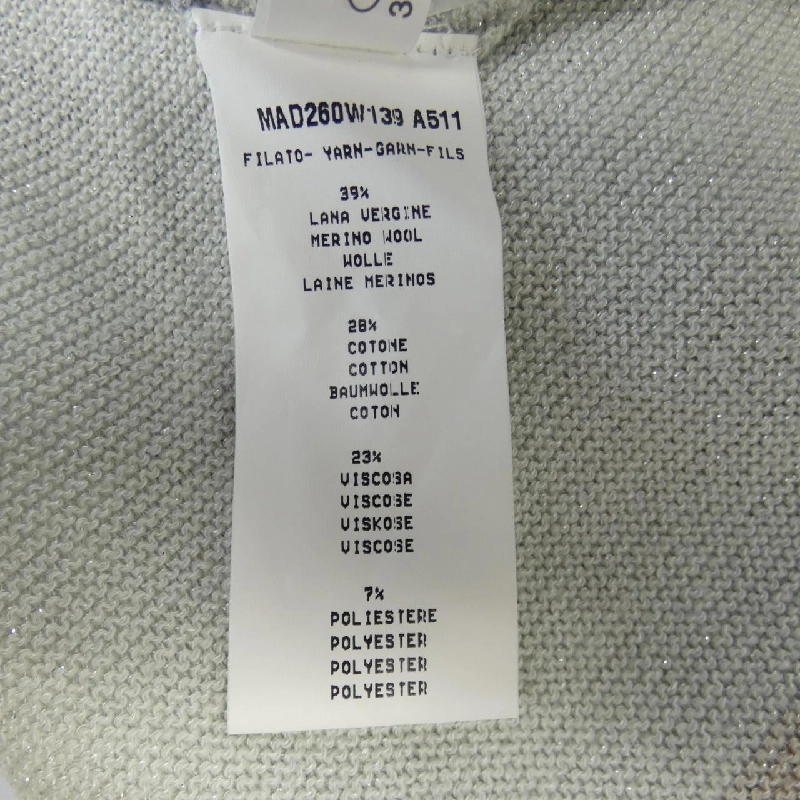 3
MAD260W139 A511
FILATO- YARN-GARN-FILS
39%
LANA VERGINE
MERINO WOOL
WOLLE
LAINE MERINOS
28%
COTONE
COTTON
BAUMWOLLE
COTON
23%
VISCOSA
VISCOSE
VISKOSE
VISCOSE
7%
POLIESTERE
POLYESTER
POLYESTER
POLYESTER